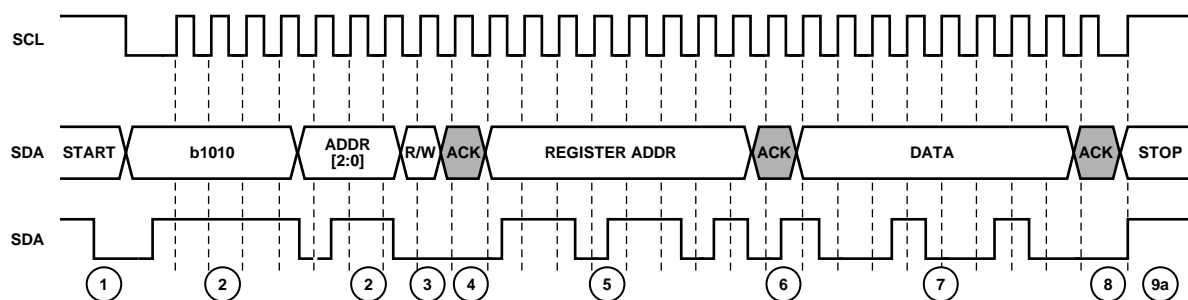 SCL
SDA START b1010 ADDR R/W ACK REGISTER ADDR ACK DATA ACK STOP
[2:0]
SDA
1 2 2 3 4 5 6 7 8 9a